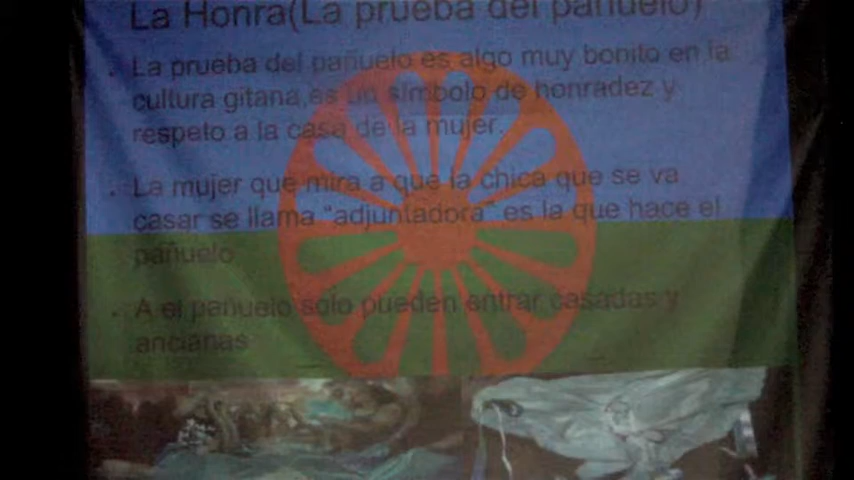 La Honra(La prueba del pañuelo)
. La prueba del pañuelo es algo muy bonito en la
cultura gitana,es un símbolo de honradez y
respeto a la casa de la mujer.
. La mujer que mira a que la chica que se va
casar se llama "adjuntadora" es la que hace el
pañuelo
. A el pañuelo solo pueden entrar casadas y
ancianas